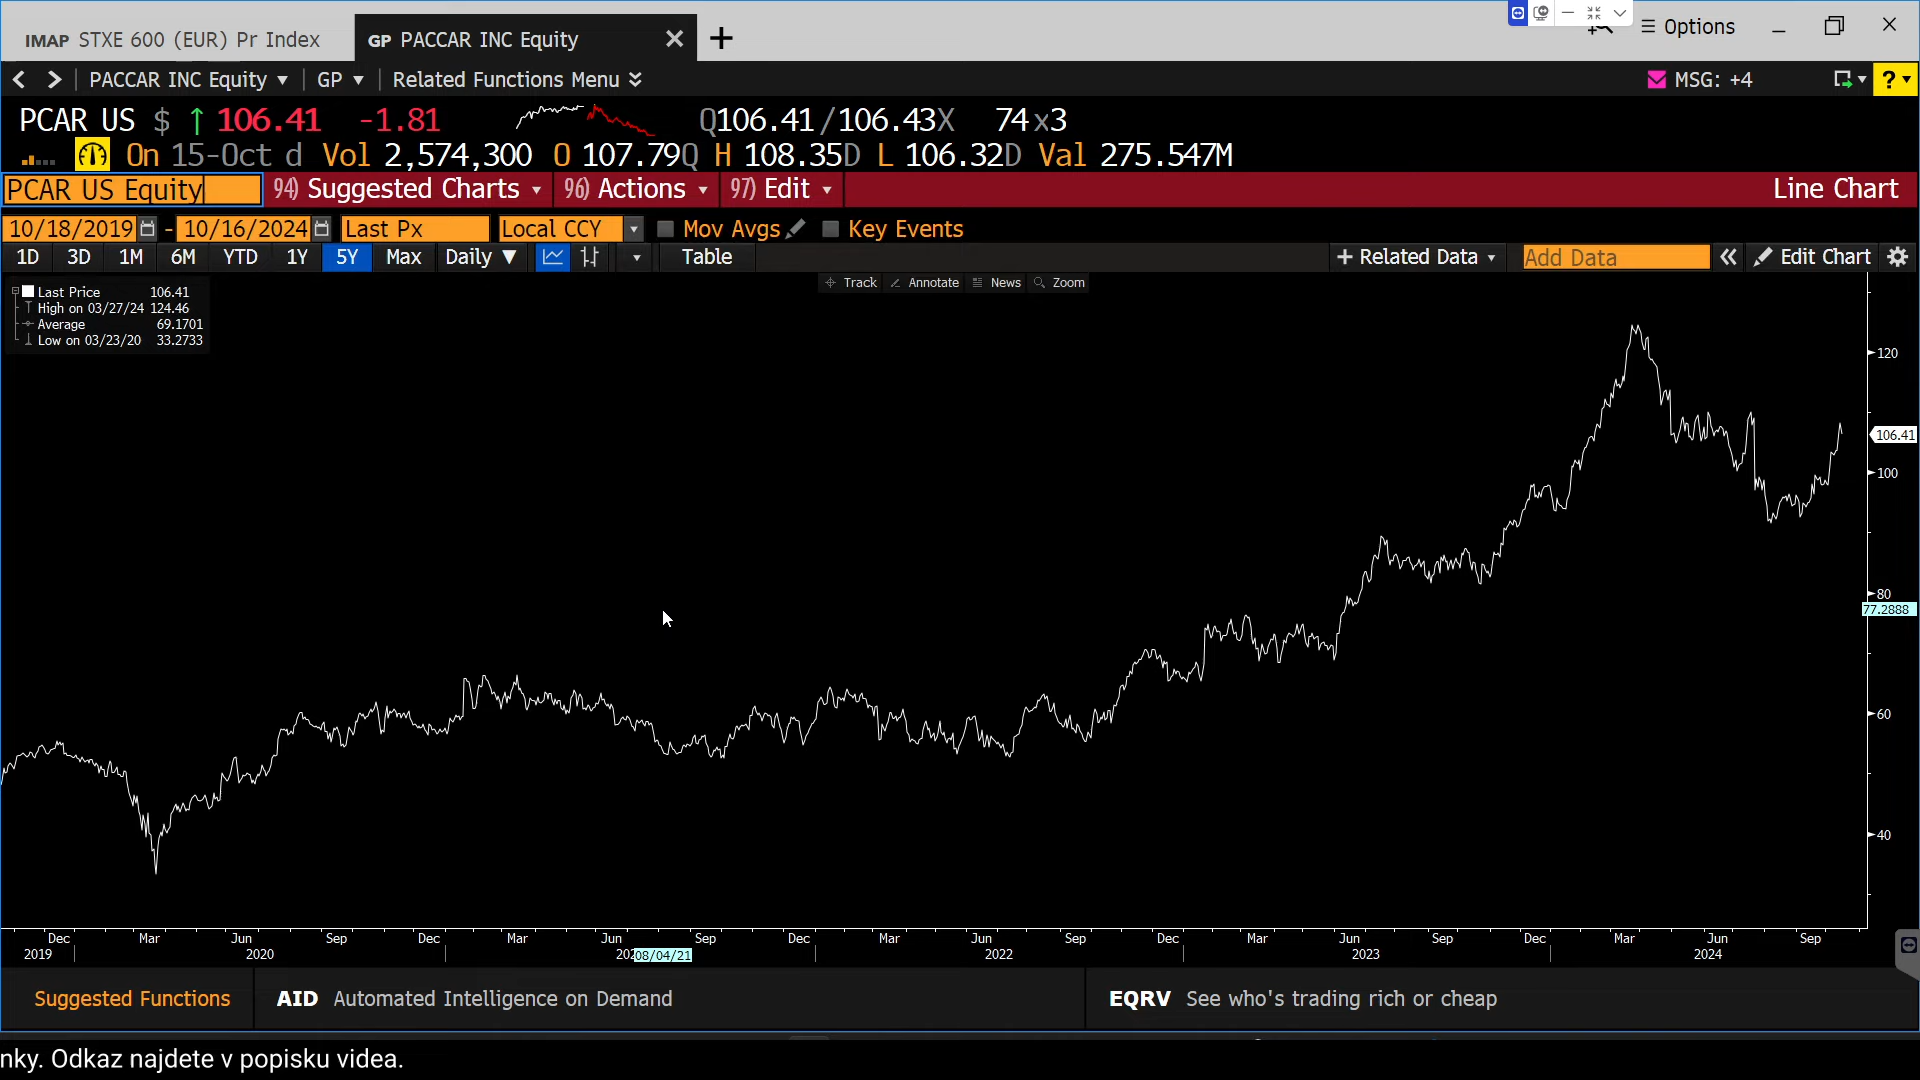 IMAP STXE 600 (EUR) Pr Index
GP PACCAR INC Equity
Options
PACCAR INC Equity
GP
Related Functions Menu
MSG: +4
?
PCAR US $ ↑ 106.41 -1.81 Q106.41/106.43X 74x3
On 15-Oct d Vol 2,574,300 O 107.79Q H 108.35D L 106.32D Val 275.547M
PCAR US Equity
94) Suggested Charts
96) Actions
97) Edit
Line Chart
10/18/2019 - 10/16/2024
Last Px
Local CCY
Mov Avgs
Key Events
1D 3D 1M 6M YTD 1Y 5Y Max Daily ▼ Table
+ Related Data
Add Data
« Edit Chart
Track Annotate News Zoom
Last Price 106.41
High on 03/27/24 124.46
Average 69.1701
Low on 03/23/20 33.2733
120
106.41
100
80
77.2888
60
40
Dec Mar Jun Sep Dec Mar Jun Sep Dec Mar Jun Sep Dec Mar Jun Sep Dec Mar Jun Sep
2019 2020 202 08/04/21 2022 2023 2024
Suggested Functions
AID Automated Intelligence on Demand
EQRV See who's trading rich or cheap
nky. Odkaz najdete v popisku videa.